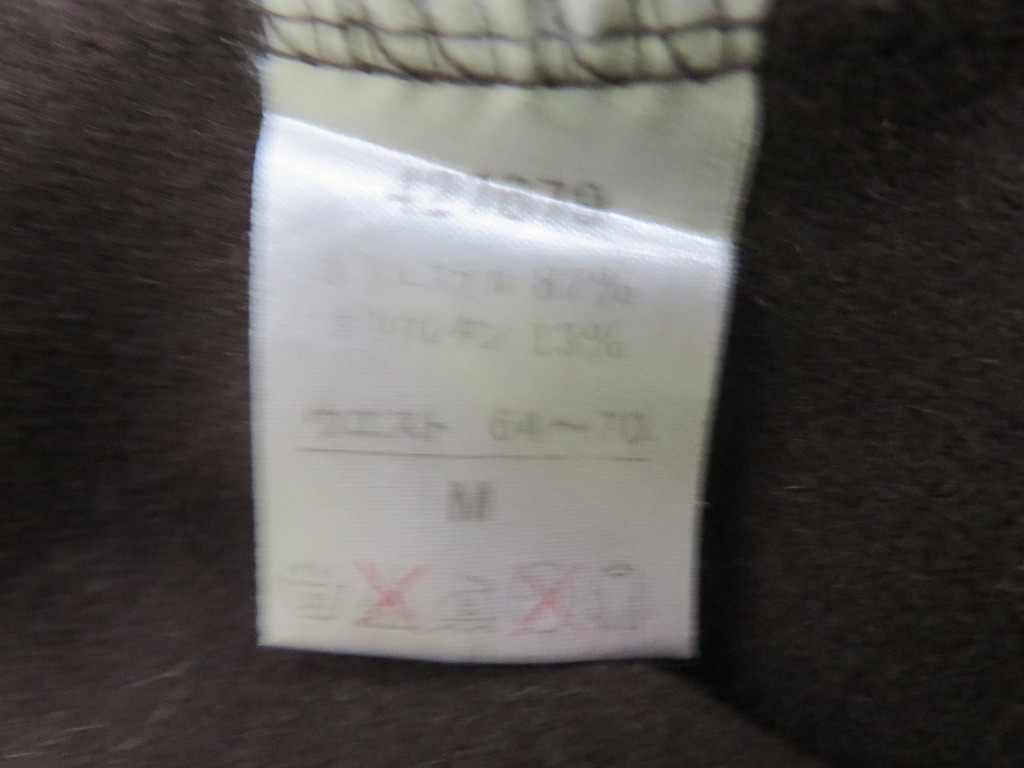 ポリエステル 87%
ポリウレタン 13%
ウエスト 64～70
M